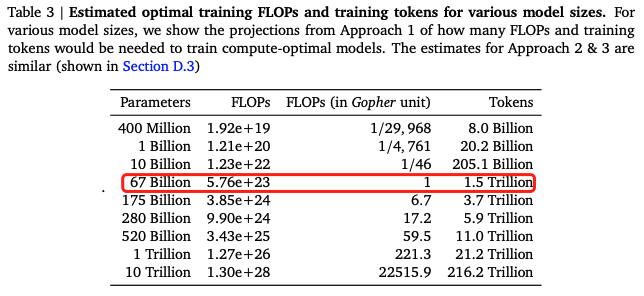 Table 3 | Estimated optimal training FLOPs and training tokens for various model sizes. For
various model sizes, we show the projections from Approach 1 of how many FLOPs and training
tokens would be needed to train compute-optimal models. The estimates for Approach 2 & 3 are
similar (shown in Section D.3)
Parameters FLOPs FLOPs (in Gopher unit) Tokens
400 Million 1.92e+19 1/29,968 8.0 Billion
1 Billion 1.21e+20 1/4,761 20.2 Billion
10 Billion 1.23e+22 1/46 205.1 Billion
67 Billion 5.76e+23 1 1.5 Trillion
175 Billion 3.85e+24 6.7 3.7 Trillion
280 Billion 9.90e+24 17.2 5.9 Trillion
520 Billion 3.43e+25 59.5 11.0 Trillion
1 Trillion 1.27e+26 221.3 21.2 Trillion
10 Trillion 1.30e+28 22515.9 216.2 Trillion